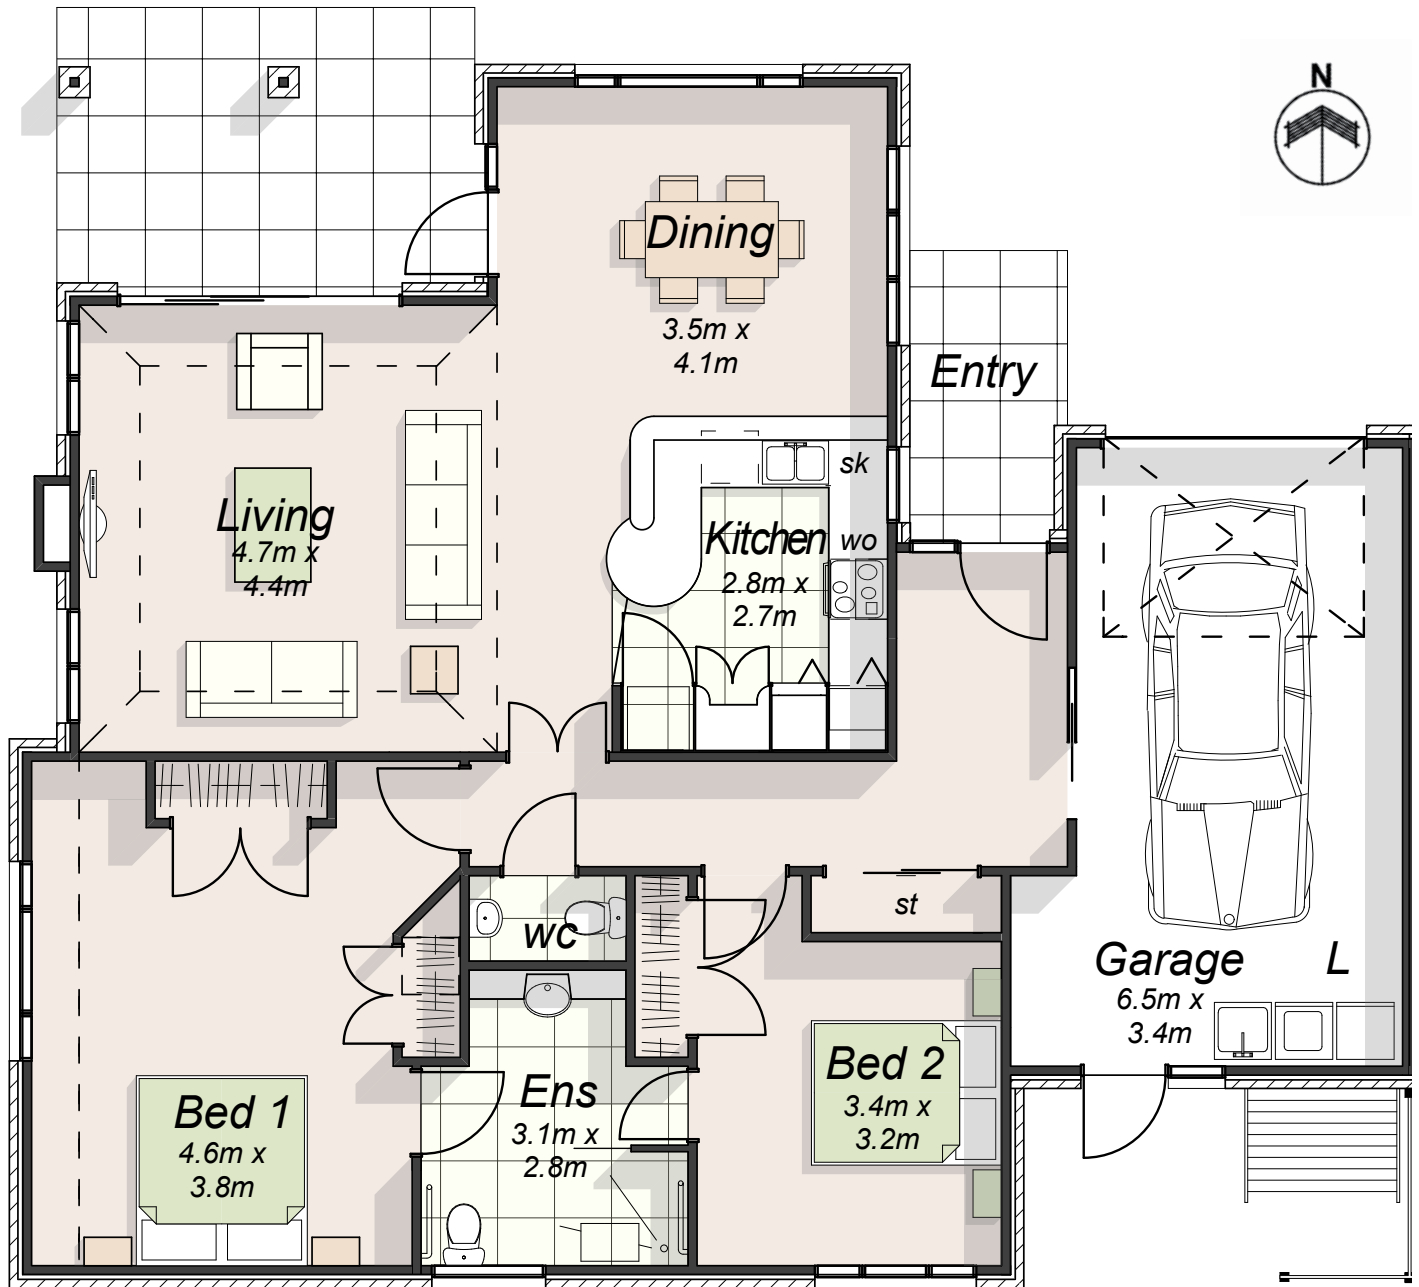 N
Dining
3.5m x
4.1m
Entry
sk
Living
4.7m x
4.4m
Kitchen wo
2.8m x
2.7m
st
wc
Garage L
6.5m x
3.4m
Bed 1
4.6m x
3.8m
Ens
3.1m x
2.8m
Bed 2
3.4m x
3.2m